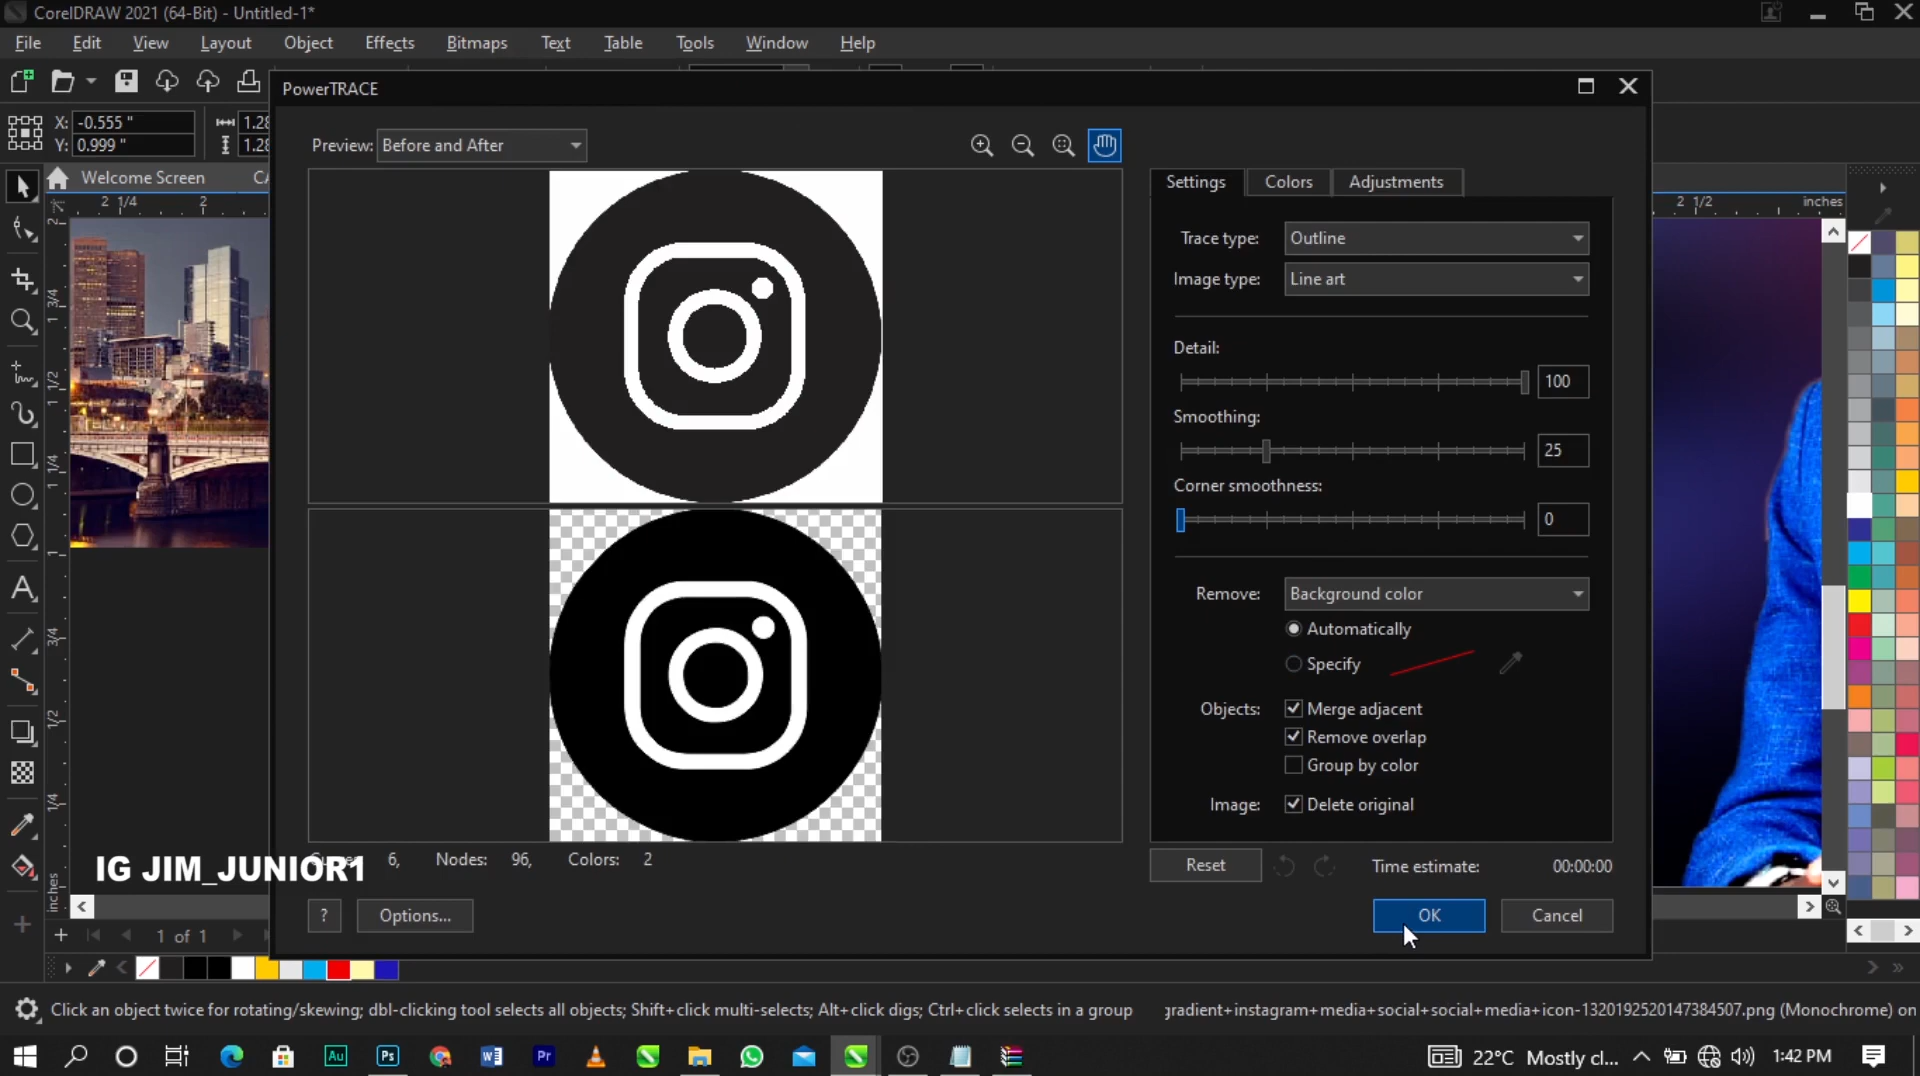 CorelDRAW 2021 (64-Bit) - Untitled-1*
File Edit View Layout Object Effects Bitmaps Text Table Tools Window Help
PowerTRACE
X: -0.555 "
Y: 0.999 "
1.28
1.28
Preview: Before and After
Welcome Screen CA
Settings Colors Adjustments
2 1/4 2
2 1/2 inches
Trace type: Outline
Image type: Line art
Detail:
100
Smoothing:
25
Corner smoothness:
0
Remove: Background color
Automatically
Specify
Objects: Merge adjacent
Remove overlap
Group by color
Image: Delete original
6, Nodes: 96, Colors: 2
IG JIM_JUNIOR1
Reset Time estimate: 00:00:00
? Options... OK Cancel
1 of 1
Click an object twice for rotating/skewing; dbl-clicking tool selects all objects; Shift+click multi-selects; Alt+click digs; Ctrl+click selects in a group
gradient+instagram+media+social+social+media+icon-1320192520147384507.png (Monochrome) on
22°C Mostly cl... 1:42 PM